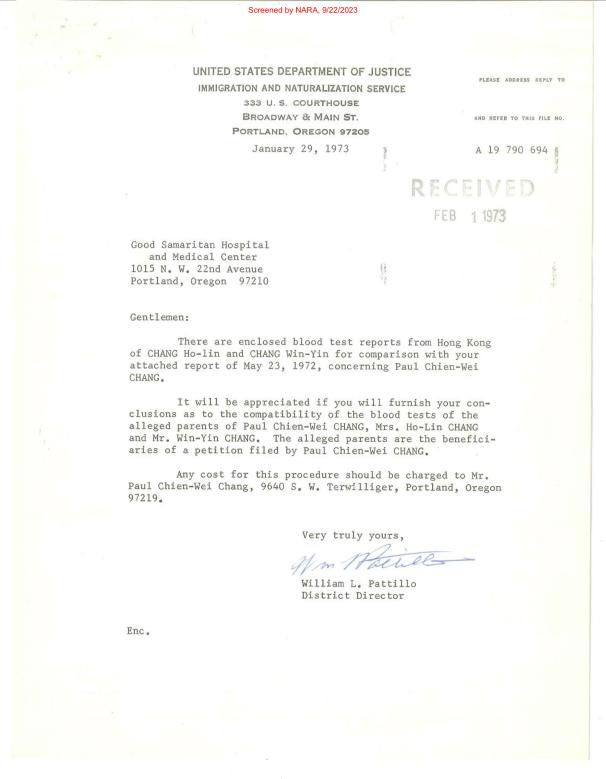 Screened by NARA, 9/22/2023
UNITED STATES DEPARTMENT OF JUSTICE
IMMIGRATION AND NATURALIZATION SERVICE
333 U. S. COURTHOUSE
BROADWAY & MAIN ST.
PORTLAND, OREGON 97205
PLEASE ADDRESS REPLY TO
AND REFER TO THIS FILE NO.
January 29, 1973
A 19 790 694
RECEIVED
FEB 1 1973
Good Samaritan Hospital
and Medical Center
1015 N. W. 22nd Avenue
Portland, Oregon 97210
Gentlemen:
There are enclosed blood test reports from Hong Kong
of CHANG Ho-lin and CHANG Win-Yin for comparison with your
attached report of May 23, 1972, concerning Paul Chien-Wei
CHANG.
It will be appreciated if you will furnish your con-
clusions as to the compatibility of the blood tests of the
alleged parents of Paul Chien-Wei CHANG, Mrs. Ho-Lin CHANG
and Mr. Win-Yin CHANG. The alleged parents are the benefici-
aries of a petition filed by Paul Chien-Wei CHANG.
Any cost for this procedure should be charged to Mr.
Paul Chien-Wei Chang, 9640 S. W. Terwilliger, Portland, Oregon
97219.
Very truly yours,
Wm Pattillo
William L. Pattillo
District Director
Enc.